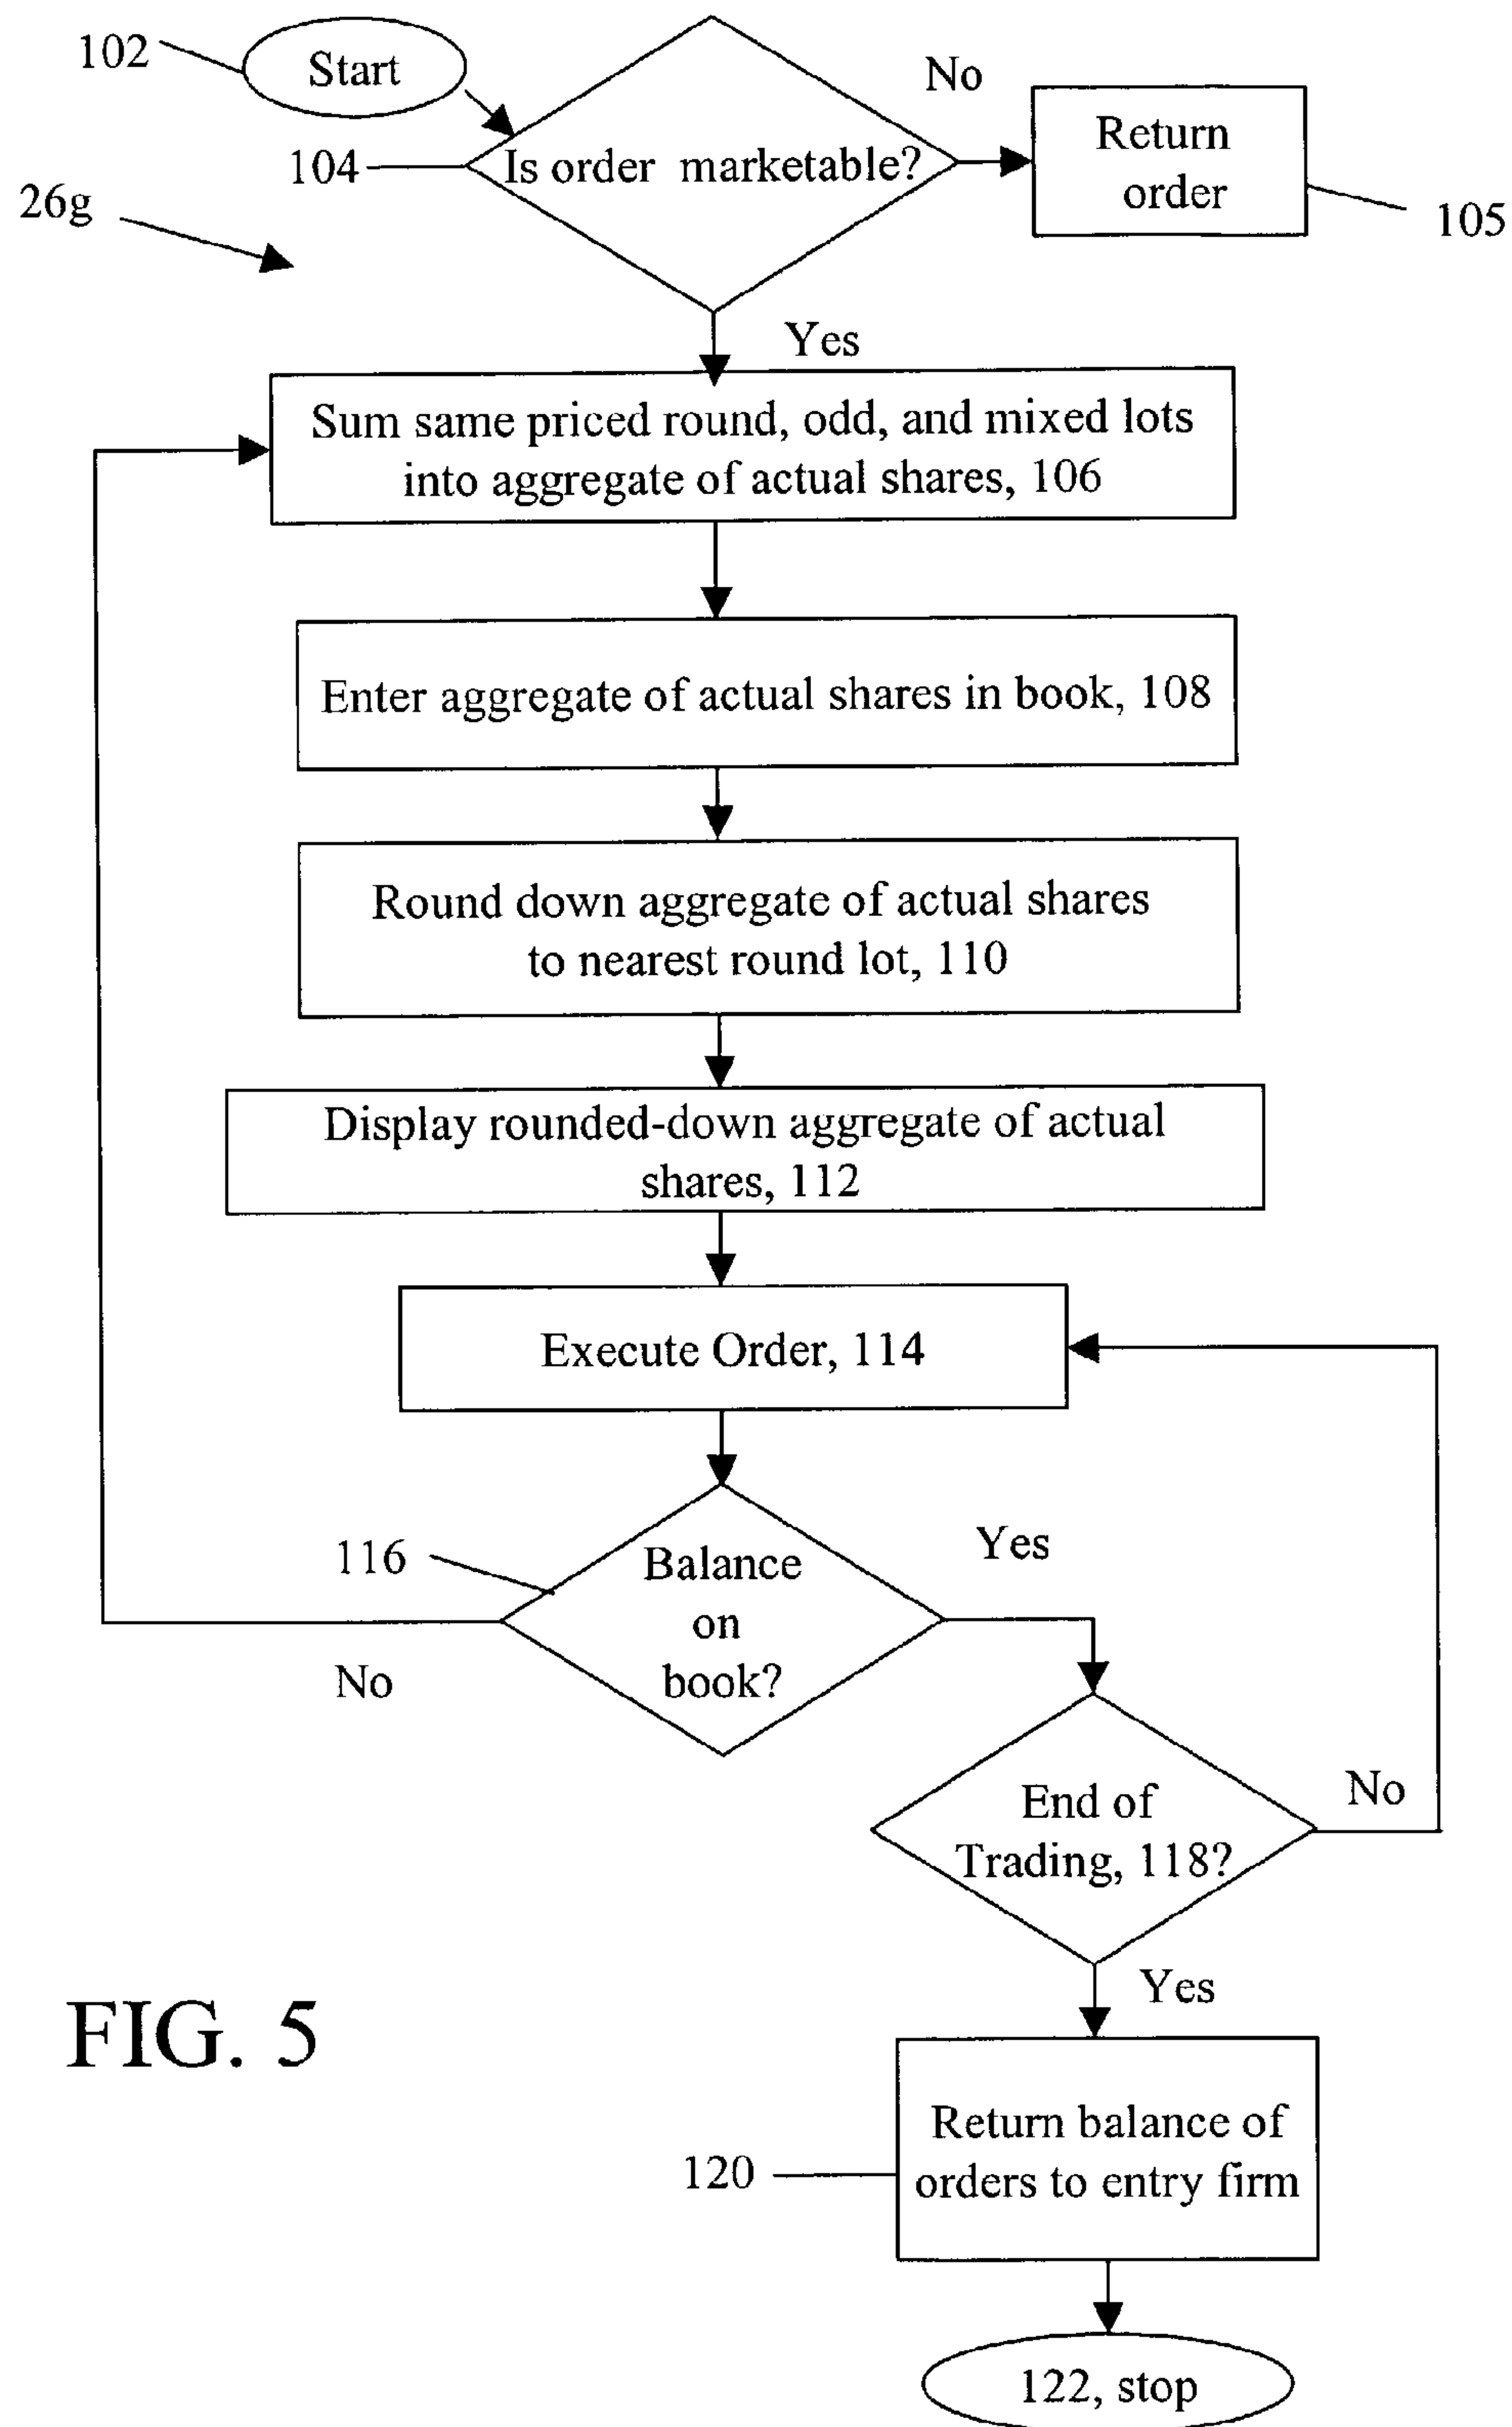 102
Start
No
Return
order
104
Is order marketable?
26g
105
Yes
Sum same priced round, odd, and mixed lots
into aggregate of actual shares, 106
Enter aggregate of actual shares in book, 108
Round down aggregate of actual shares
to nearest round lot, 110
Display rounded-down aggregate of actual
shares, 112
Execute Order, 114
116
Balance
on
book?
Yes
No
End of
Trading, 118?
No
Yes
FIG. 5
Return balance of
orders to entry firm
120
122, stop